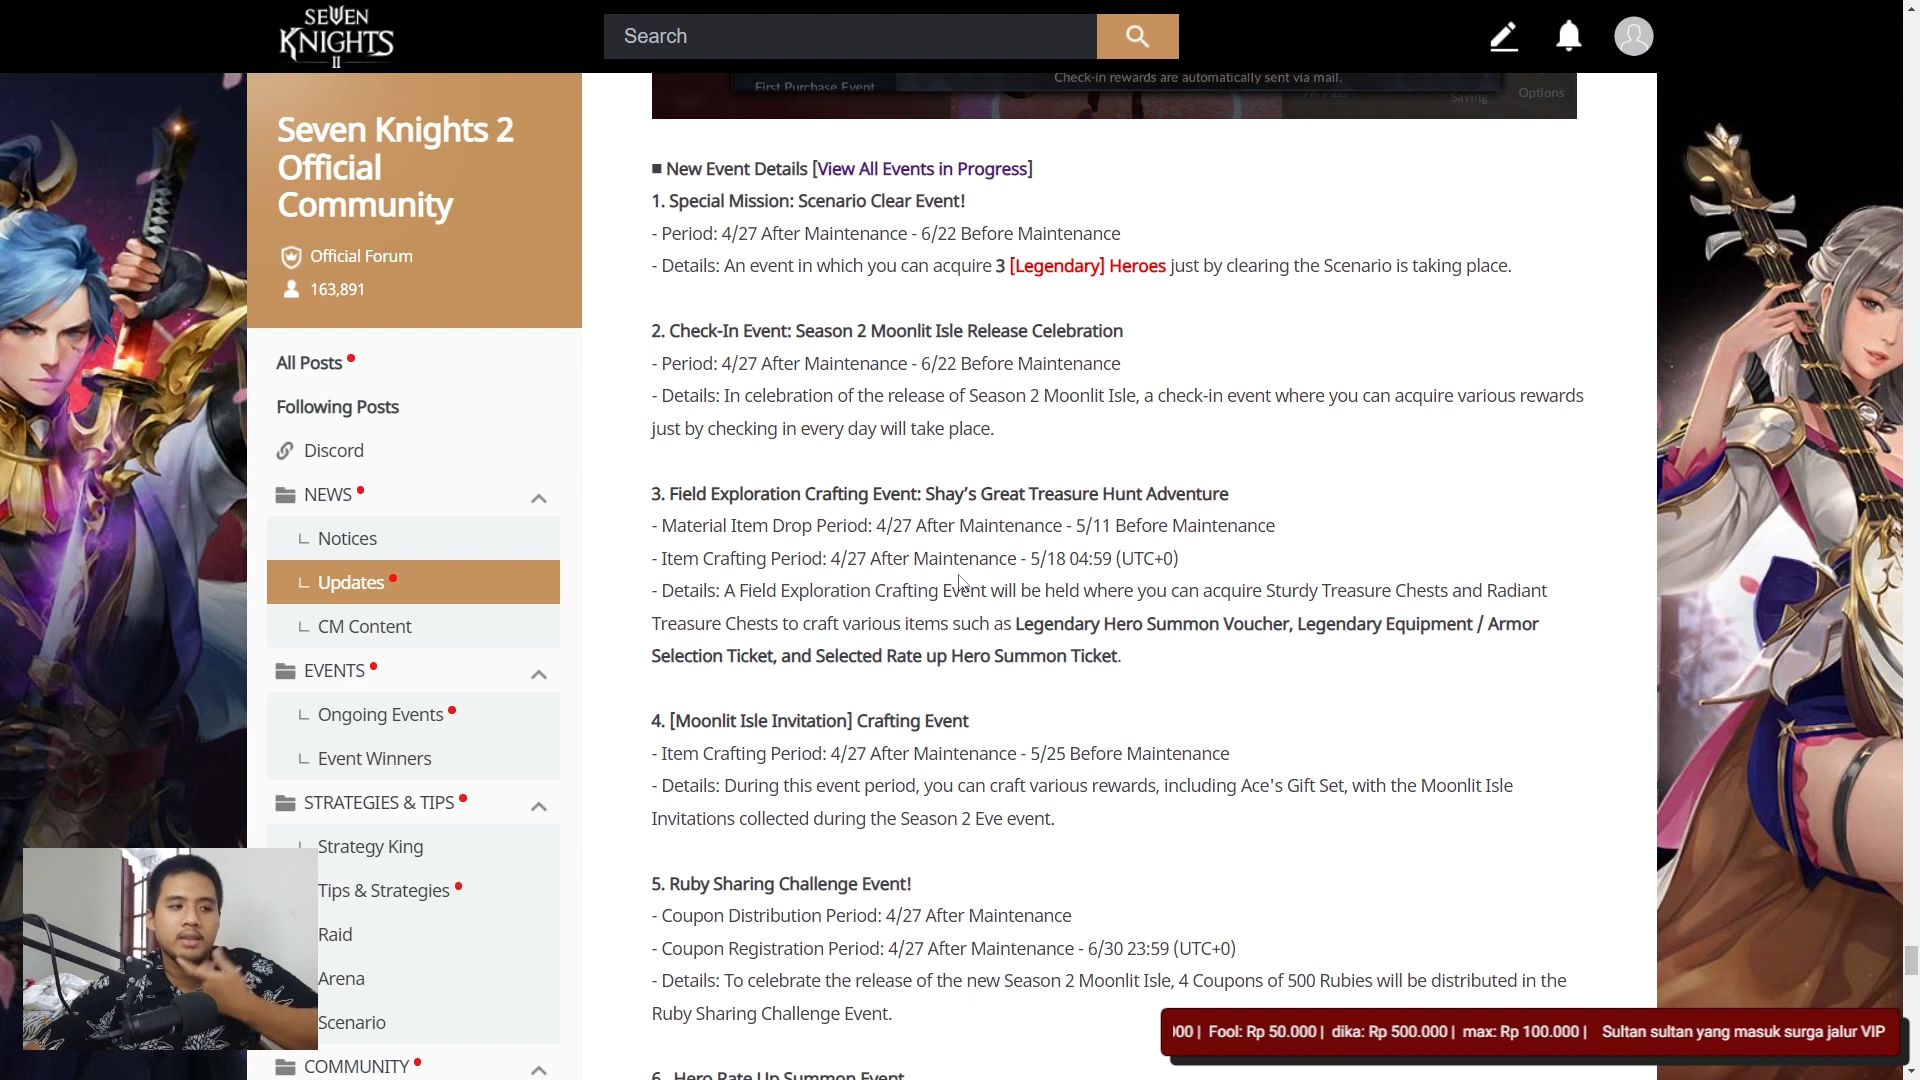 SEVEN
KNIGHTS
II
Search
First Purchase Event
Check-in rewards are automatically sent via mail.
Saving
Options
Seven Knights 2
Official
Community
Official Forum
163,891
All Posts
Following Posts
Discord
NEWS
Notices
Updates
CM Content
EVENTS
Ongoing Events
Event Winners
STRATEGIES & TIPS
Strategy King
Tips & Strategies
Raid
Arena
Scenario
COMMUNITY
■ New Event Details [View All Events in Progress]
1. Special Mission: Scenario Clear Event!
- Period: 4/27 After Maintenance - 6/22 Before Maintenance
- Details: An event in which you can acquire 3 [Legendary] Heroes just by clearing the Scenario is taking place.
2. Check-In Event: Season 2 Moonlit Isle Release Celebration
- Period: 4/27 After Maintenance - 6/22 Before Maintenance
- Details: In celebration of the release of Season 2 Moonlit Isle, a check-in event where you can acquire various rewards
just by checking in every day will take place.
3. Field Exploration Crafting Event: Shay's Great Treasure Hunt Adventure
- Material Item Drop Period: 4/27 After Maintenance - 5/11 Before Maintenance
- Item Crafting Period: 4/27 After Maintenance - 5/18 04:59 (UTC+0)
- Details: A Field Exploration Crafting Event will be held where you can acquire Sturdy Treasure Chests and Radiant
Treasure Chests to craft various items such as Legendary Hero Summon Voucher, Legendary Equipment / Armor
Selection Ticket, and Selected Rate up Hero Summon Ticket.
4. [Moonlit Isle Invitation] Crafting Event
- Item Crafting Period: 4/27 After Maintenance - 5/25 Before Maintenance
- Details: During this event period, you can craft various rewards, including Ace's Gift Set, with the Moonlit Isle
Invitations collected during the Season 2 Eve event.
5. Ruby Sharing Challenge Event!
- Coupon Distribution Period: 4/27 After Maintenance
- Coupon Registration Period: 4/27 After Maintenance - 6/30 23:59 (UTC+0)
- Details: To celebrate the release of the new Season 2 Moonlit Isle, 4 Coupons of 500 Rubies will be distributed in the
Ruby Sharing Challenge Event.
6. Hero Rate Up Summon Event
00 | Fool: Rp 50.000 | dika: Rp 500.000 | max: Rp 100.000 | Sultan sultan yang masuk surga jalur VIP